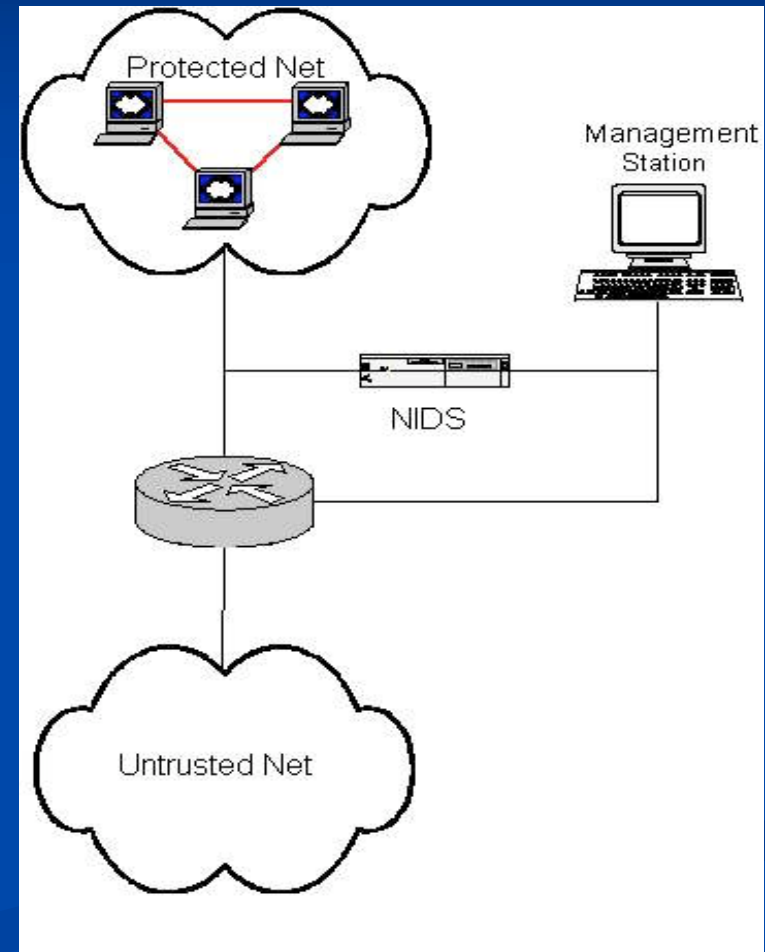 Protected Net
Management
Station
NIDS
Untrusted Net